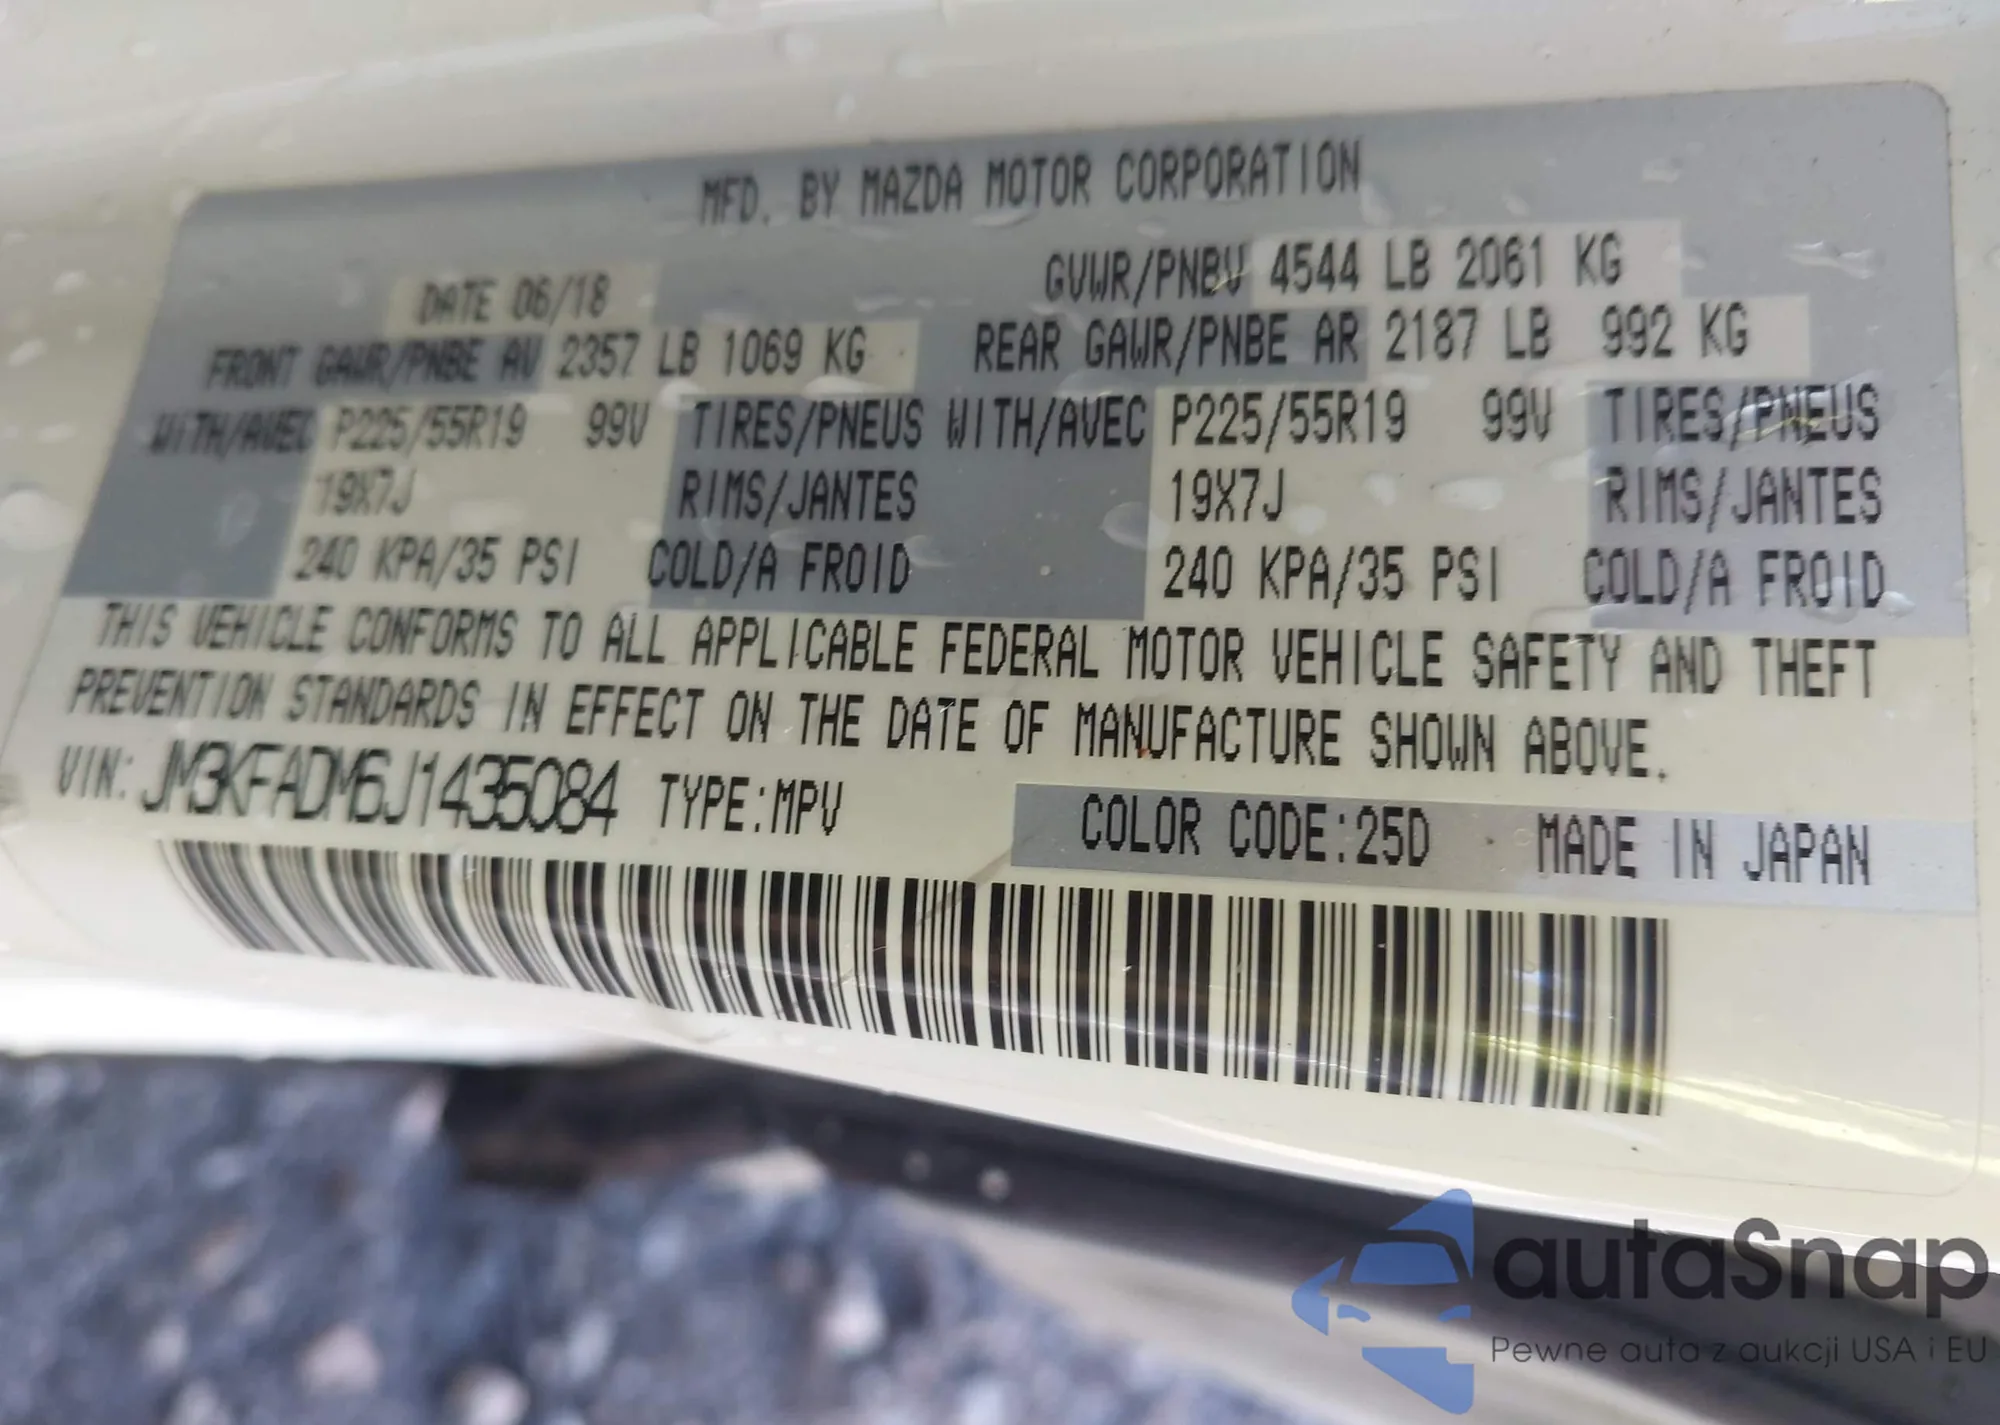 MFD. BY MAZDA MOTOR CORPORATION
DATE 06/18 GVWR/PNBV 4544 LB 2061 KG
FRONT GAWR/PNBE AV 2357 LB 1069 KG REAR GAWR/PNBE AR 2187 LB 992 KG
WITH/AVEC P225/55R19 99V TIRES/PNEUS WITH/AVEC P225/55R19 99V TIRES/PNEUS
19X7J RIMS/JANTES 19X7J RIMS/JANTES
240 KPA/35 PSI COLD/A FROID 240 KPA/35 PSI COLD/A FROID
THIS VEHICLE CONFORMS TO ALL APPLICABLE FEDERAL MOTOR VEHICLE SAFETY AND THEFT
PREVENTION STANDARDS IN EFFECT ON THE DATE OF MANUFACTURE SHOWN ABOVE.
VIN: JM3KFADM6J1435084 TYPE:MPV COLOR CODE:25D MADE IN JAPAN
autaSnap
Pewne auta z aukcji USA i EU